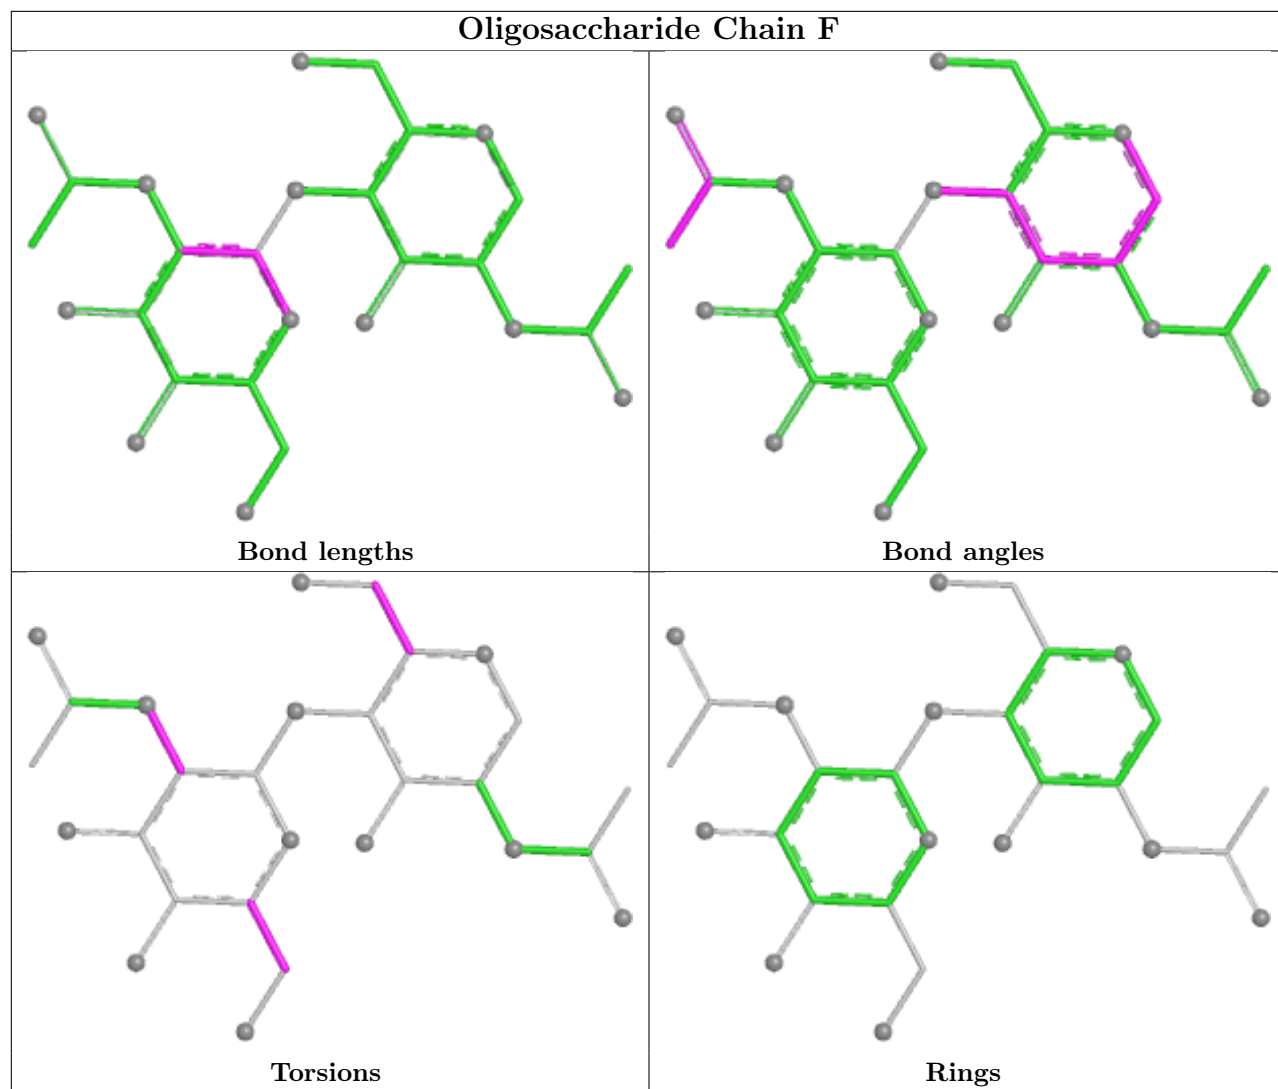 Oligosaccharide Chain F
Bond lengths
Bond angles
Torsions
Rings